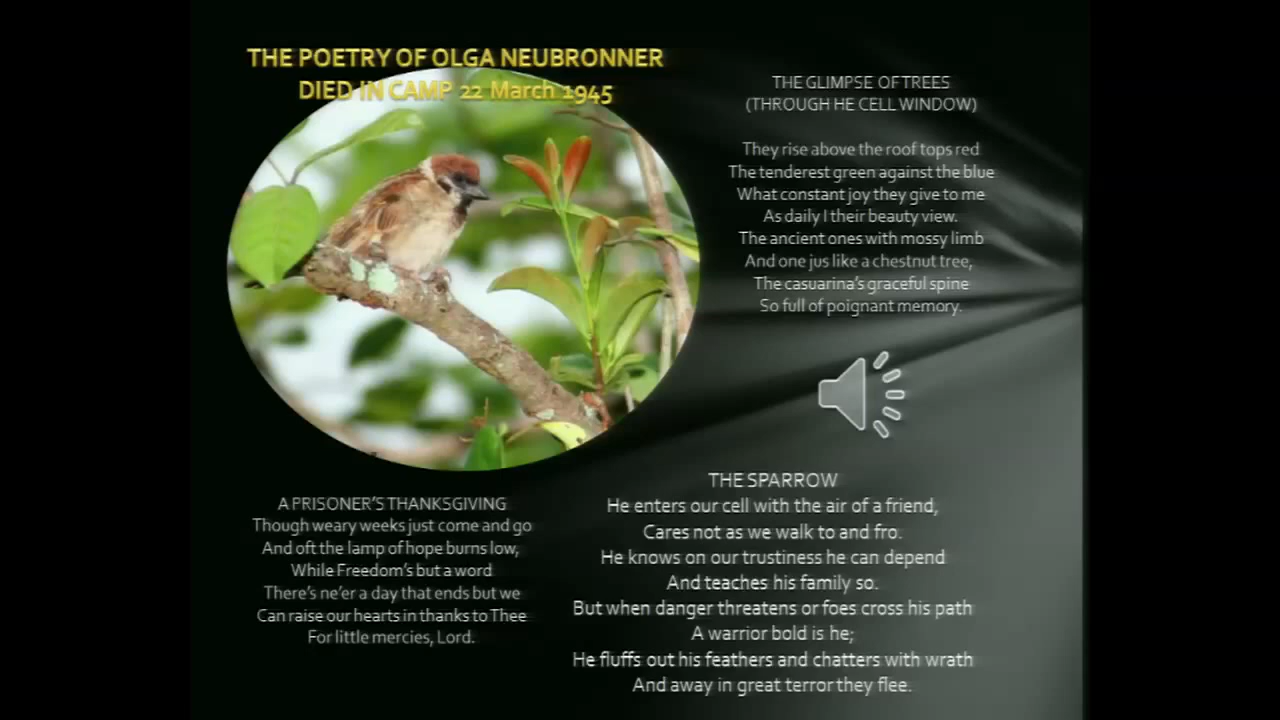 THE POETRY OF OLGA NEUBRONNER
DIED IN CAMP 22 March 1945
THE GLIMPSE OF TREES
(THROUGH HE CELL WINDOW)
They rise above the roof tops red
The tenderest green against the blue
What constant joy they give to me
As daily I their beauty view.
The ancient ones with mossy limb
And one jus like a chestnut tree,
The casuarina's graceful spine
So full of poignant memory.
A PRISONER'S THANKSGIVING
Though weary weeks just come and go
And oft the lamp of hope burns low,
While Freedom's but a word
There's ne'er a day that ends but we
Can raise our hearts in thanks to Thee
For little mercies, Lord.
THE SPARROW
He enters our cell with the air of a friend,
Cares not as we walk to and fro.
He knows on our trustiness he can depend
And teaches his family so.
But when danger threatens or foes cross his path
A warrior bold is he;
He fluffs out his feathers and chatters with wrath
And away in great terror they flee.